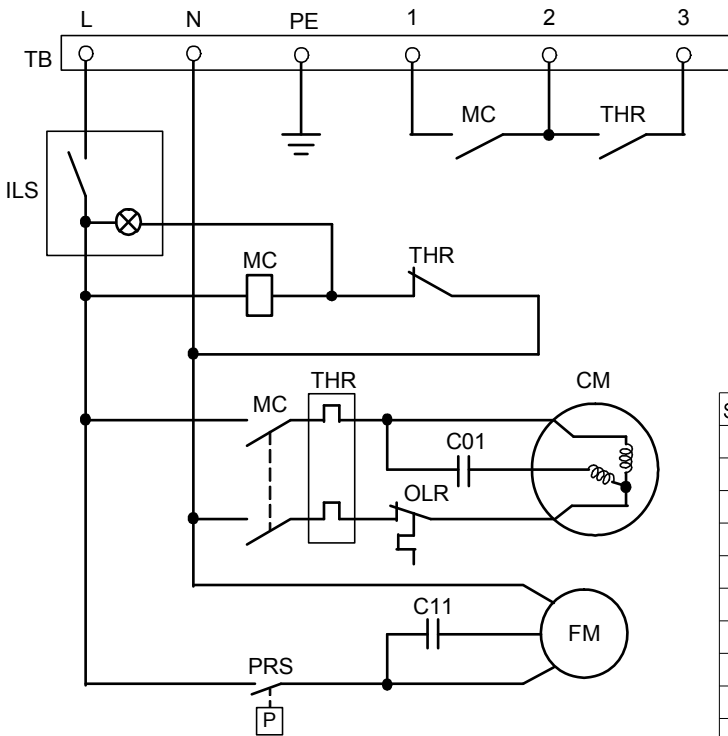 L N PE 1 2 3
TB
MC THR
ILS
MC THR
MC THR CM
S
C01
OLR
C11
FM
PRS
P